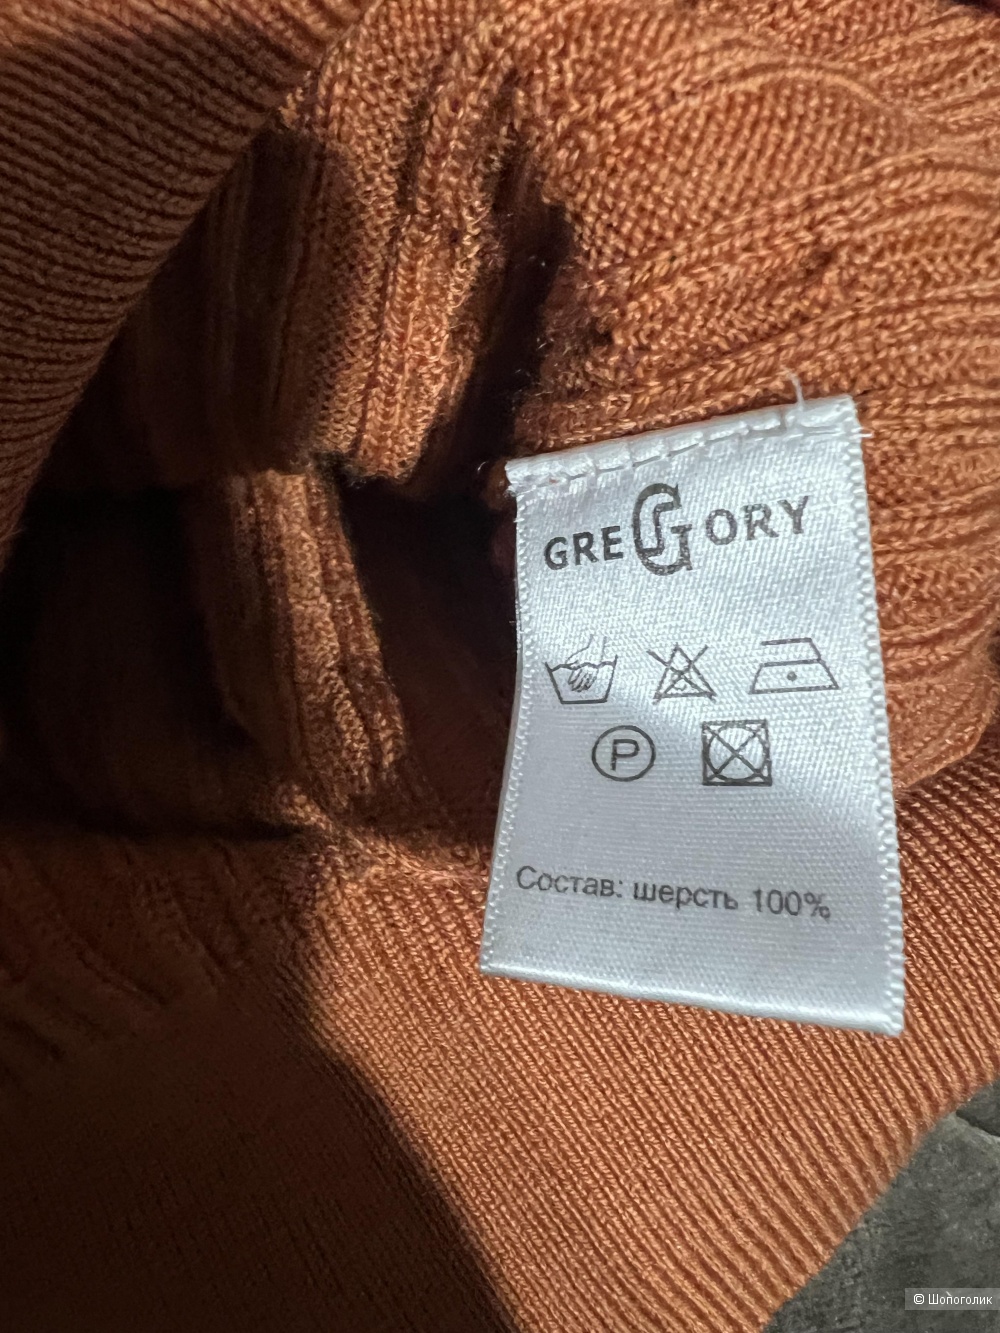 GREGORY
P
Состав: шерсть 100%
© Шопоголик